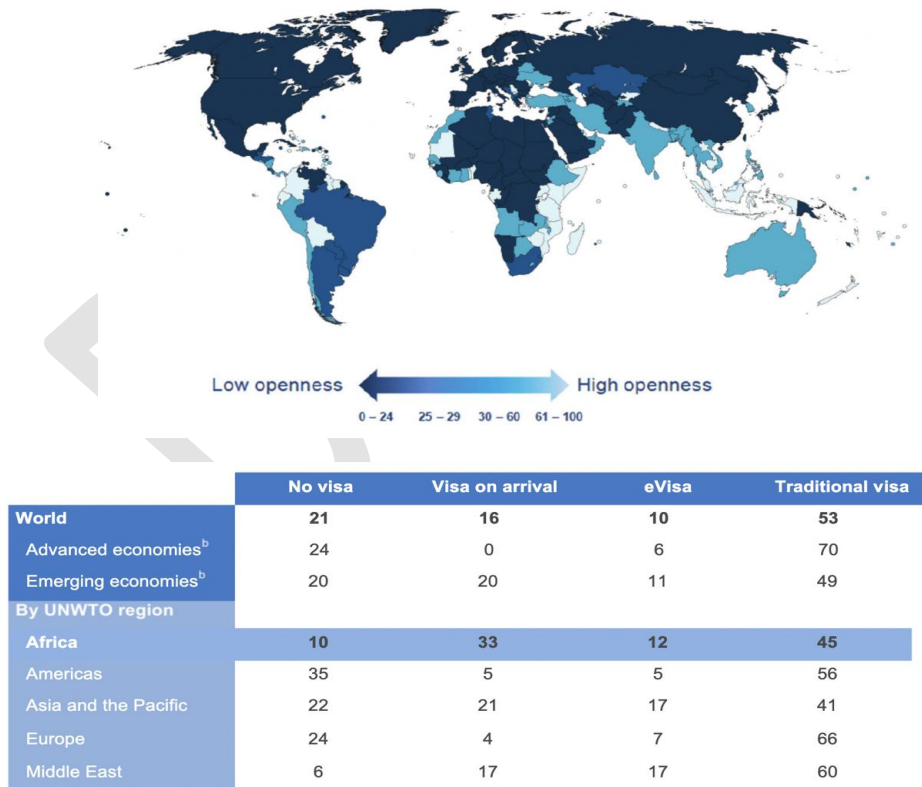 Low openness High openness
0 – 24 25 – 29 30 – 60 61 – 100
No visa Visa on arrival eVisa Traditional visa
World 21 16 10 53
Advanced economiesᵇ 24 0 6 70
Emerging economiesᵇ 20 20 11 49
By UNWTO region
Africa 10 33 12 45
Americas 35 5 5 56
Asia and the Pacific 22 21 17 41
Europe 24 4 7 66
Middle East 6 17 17 60